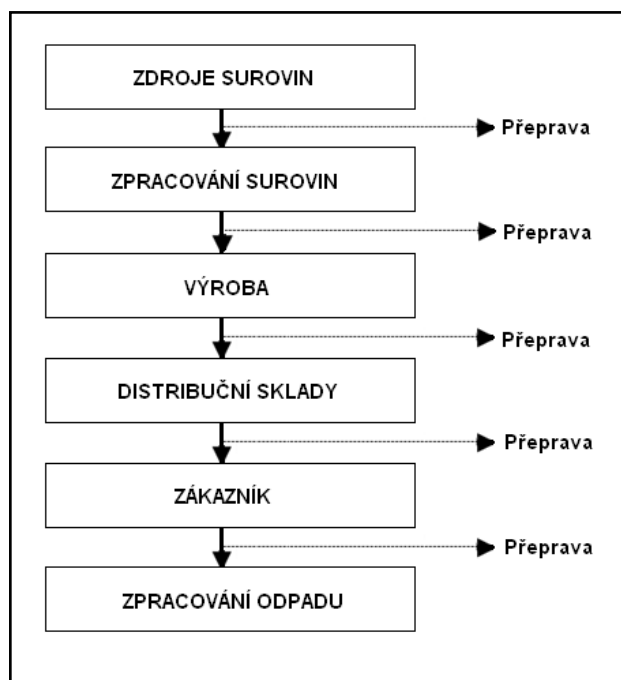 ZDROJE SUROVIN
Přeprava
ZPRACOVÁNÍ SUROVIN
Přeprava
VÝROBA
Přeprava
DISTRIBUČNÍ SKLADY
Přeprava
ZÁKAZNÍK
Přeprava
ZPRACOVÁNÍ ODPADU